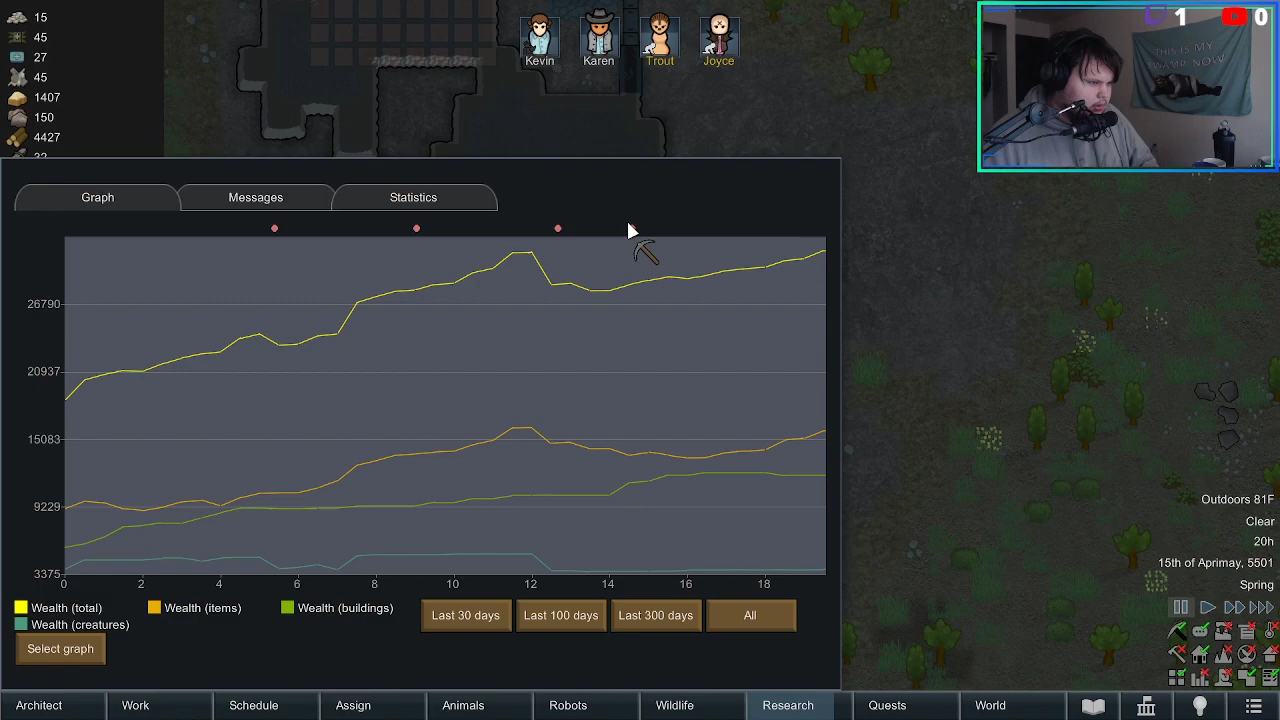 15
45
27
45
1407
150
4427
Kevin Karen Trout Joyce
1 0
THIS IS MY
SWAMP NOW
Graph Messages Statistics
26790
20937
15083
9229
3375
0 2 4 6 8 10 12 14 16 18
Wealth (total) Wealth (items) Wealth (buildings)
Wealth (creatures)
Last 30 days Last 100 days Last 300 days All
Select graph
Outdoors 81F
Clear
20h
15th of Aprimay, 5501
Spring
Architect Work Schedule Assign Animals Robots Wildlife Research Quests World